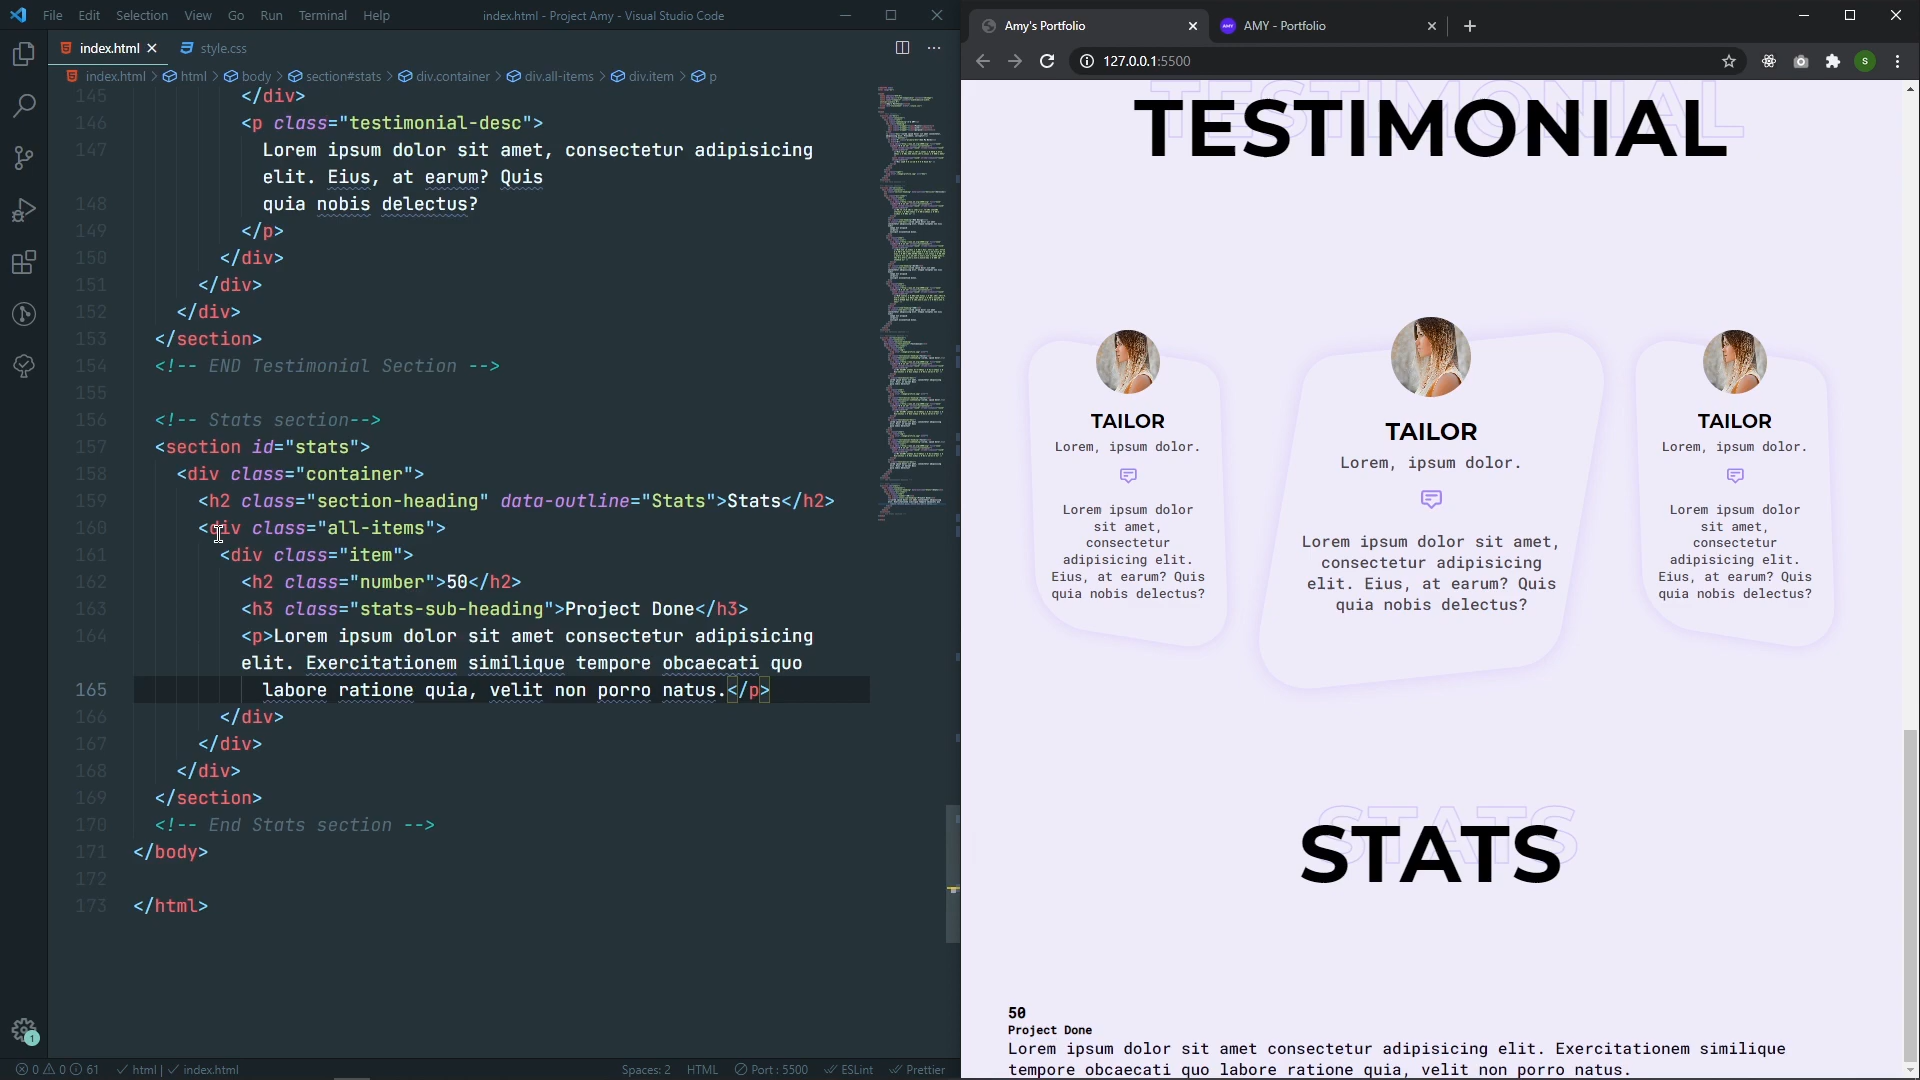 File Edit Selection View Go Run Terminal Help
index.html - Project Amy - Visual Studio Code
index.html
style.css
index.html > html > body > section#stats > div.container > div.all-items > div.item > p
145 </div>
146 <p class="testimonial-desc">
147 Lorem ipsum dolor sit amet, consectetur adipisicing
elit. Eius, at earum? Quis
148 quia nobis delectus?
149 </p>
150 </div>
151 </div>
152 </div>
153 </section>
154 <!-- END Testimonial Section -->
155
156 <!-- Stats section-->
157 <section id="stats">
158 <div class="container">
159 <h2 class="section-heading" data-outline="Stats">Stats</h2>
160 <div class="all-items">
161 <div class="item">
162 <h2 class="number">50</h2>
163 <h3 class="stats-sub-heading">Project Done</h3>
164 <p>Lorem ipsum dolor sit amet consectetur adipisicing
elit. Exercitationem similique tempore obcaecati quo
165 labore ratione quia, velit non porro natus.</p>
166 </div>
167 </div>
168 </div>
169 </section>
170 <!-- End Stats section -->
171 </body>
172
173 </html>
1
0 0 61 html | index.html
Spaces: 2 HTML Port : 5500 ESLint Prettier
Amy's Portfolio
AMY - Portfolio
127.0.0.1:5500
S
TESTIMONIAL
TESTIMONIAL
TAILOR
Lorem, ipsum dolor.
Lorem ipsum dolor
sit amet,
consectetur
adipisicing elit.
Eius, at earum? Quis
quia nobis delectus?
TAILOR
Lorem, ipsum dolor.
Lorem ipsum dolor sit amet,
consectetur adipisicing
elit. Eius, at earum? Quis
quia nobis delectus?
TAILOR
Lorem, ipsum dolor.
Lorem ipsum dolor
sit amet,
consectetur
adipisicing elit.
Eius, at earum? Quis
quia nobis delectus?
STATS
STATS
50
Project Done
Lorem ipsum dolor sit amet consectetur adipisicing elit. Exercitationem similique
tempore obcaecati quo labore ratione quia, velit non porro natus.